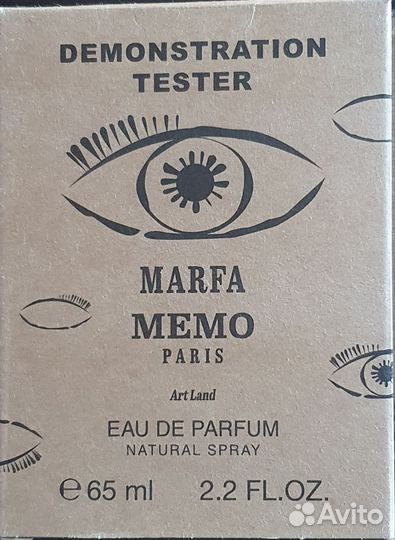 DEMONSTRATION
TESTER
MARFA
MEMO
PARIS
Art Land
EAU DE PARFUM
NATURAL SPRAY
℮ 65 ml 2.2 FL.OZ.
Avito